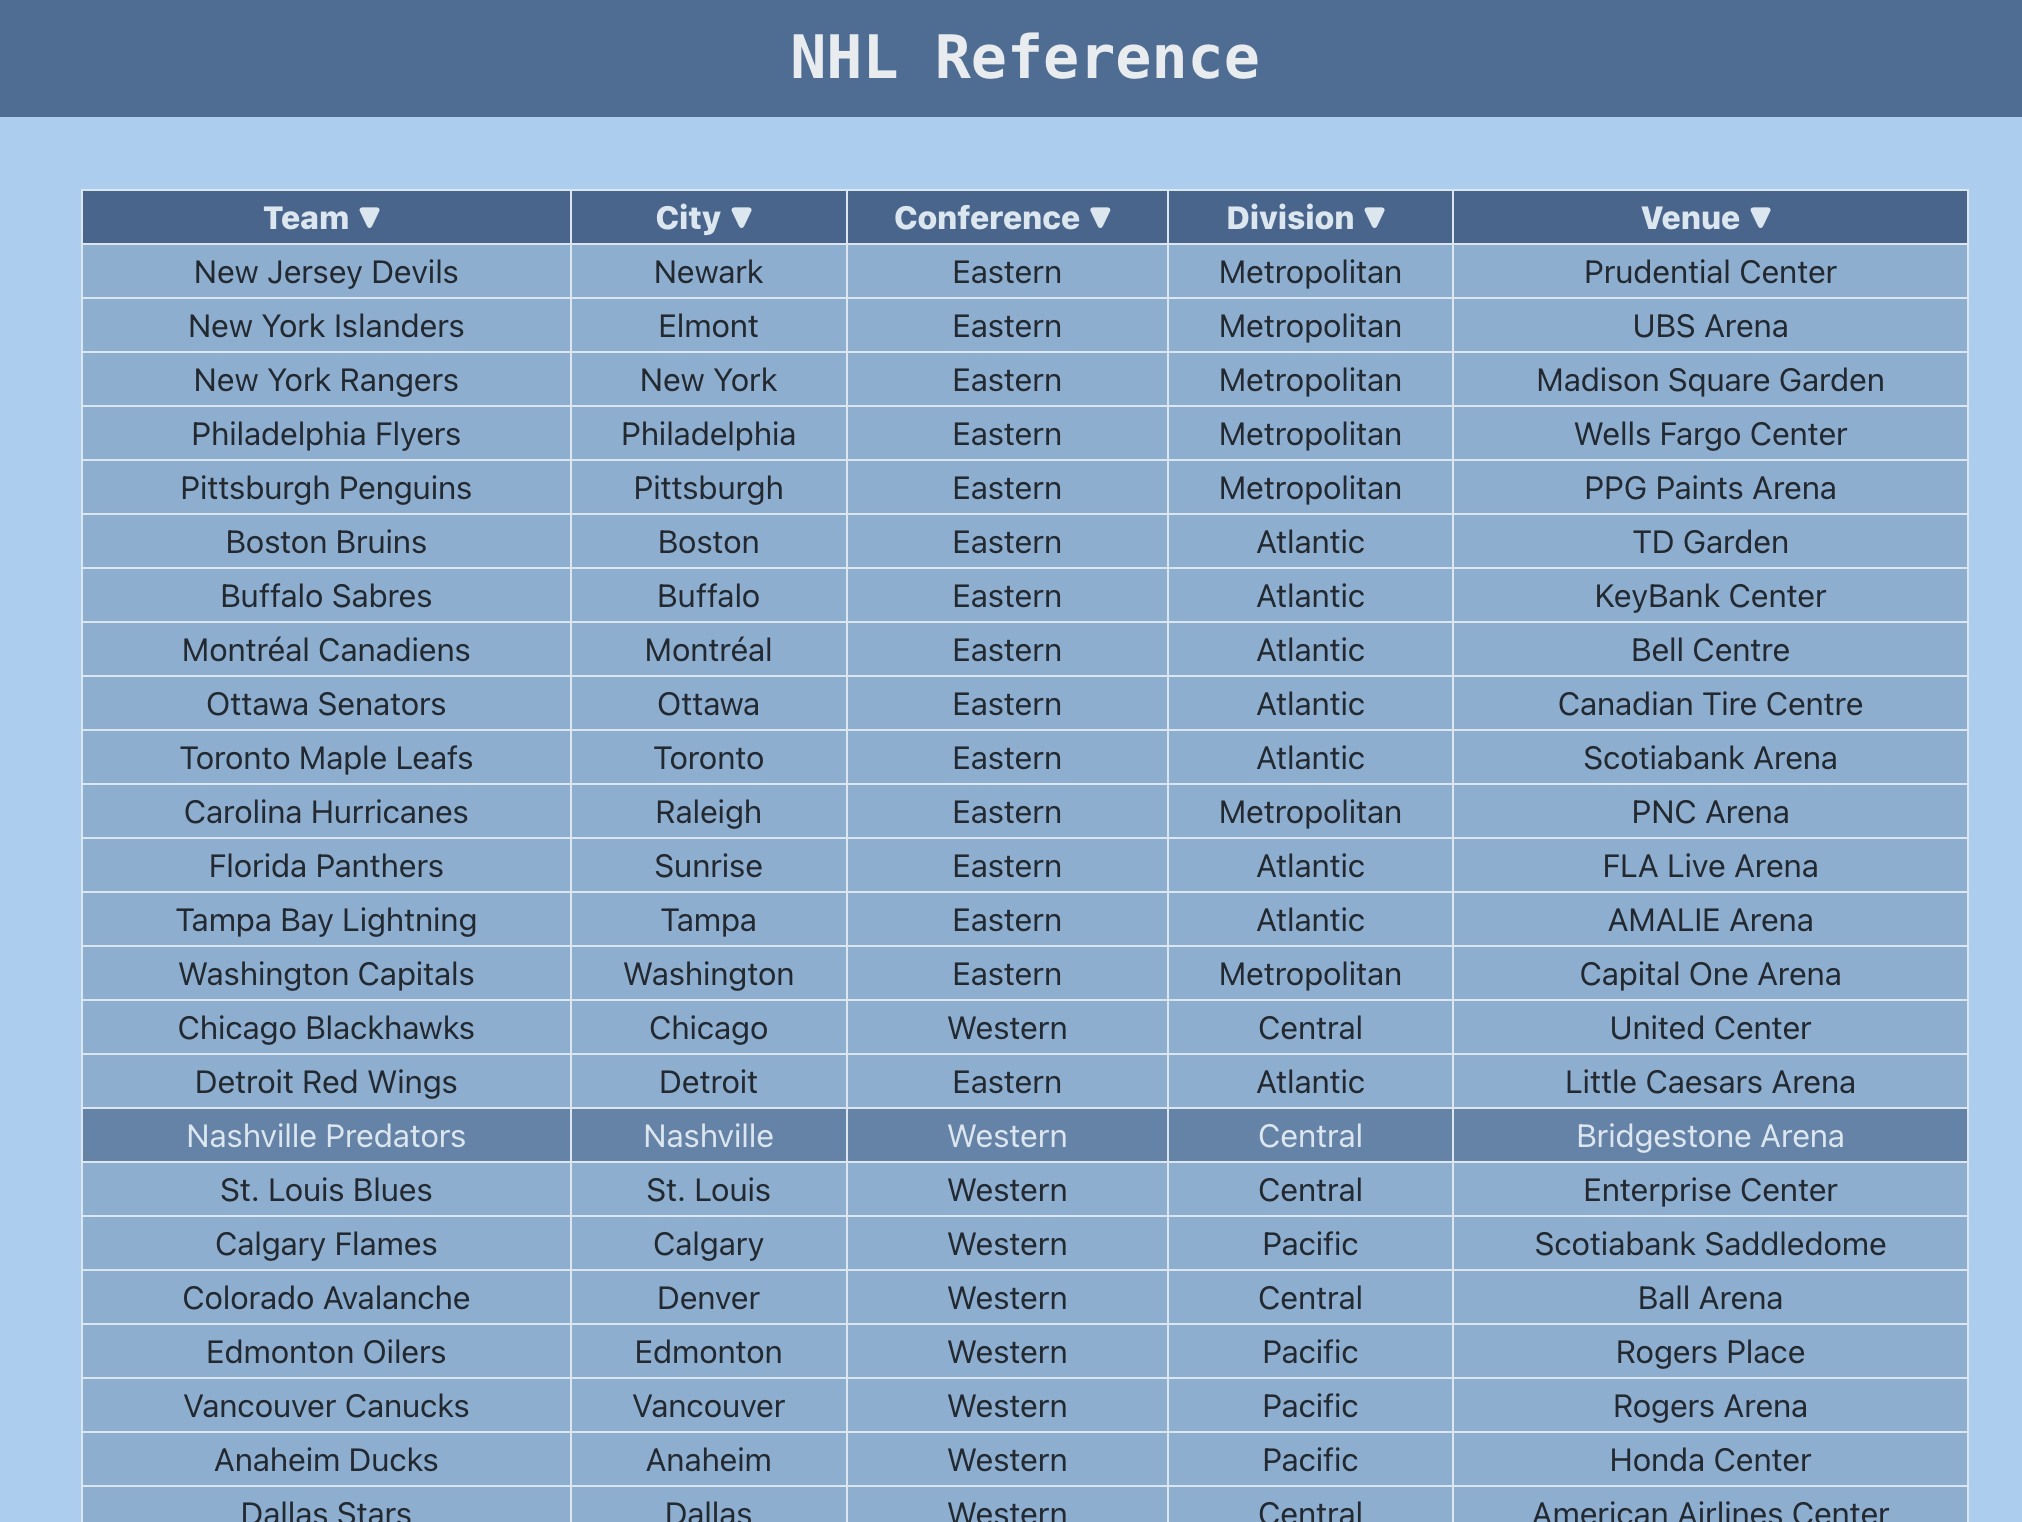 NHL Reference
Team ▼ City ▼ Conference ▼ Division ▼ Venue ▼
New Jersey Devils Newark Eastern Metropolitan Prudential Center
New York Islanders Elmont Eastern Metropolitan UBS Arena
New York Rangers New York Eastern Metropolitan Madison Square Garden
Philadelphia Flyers Philadelphia Eastern Metropolitan Wells Fargo Center
Pittsburgh Penguins Pittsburgh Eastern Metropolitan PPG Paints Arena
Boston Bruins Boston Eastern Atlantic TD Garden
Buffalo Sabres Buffalo Eastern Atlantic KeyBank Center
Montréal Canadiens Montréal Eastern Atlantic Bell Centre
Ottawa Senators Ottawa Eastern Atlantic Canadian Tire Centre
Toronto Maple Leafs Toronto Eastern Atlantic Scotiabank Arena
Carolina Hurricanes Raleigh Eastern Metropolitan PNC Arena
Florida Panthers Sunrise Eastern Atlantic FLA Live Arena
Tampa Bay Lightning Tampa Eastern Atlantic AMALIE Arena
Washington Capitals Washington Eastern Metropolitan Capital One Arena
Chicago Blackhawks Chicago Western Central United Center
Detroit Red Wings Detroit Eastern Atlantic Little Caesars Arena
Nashville Predators Nashville Western Central Bridgestone Arena
St. Louis Blues St. Louis Western Central Enterprise Center
Calgary Flames Calgary Western Pacific Scotiabank Saddledome
Colorado Avalanche Denver Western Central Ball Arena
Edmonton Oilers Edmonton Western Pacific Rogers Place
Vancouver Canucks Vancouver Western Pacific Rogers Arena
Anaheim Ducks Anaheim Western Pacific Honda Center
Dallas Stars Dallas Western Central American Airlines Center